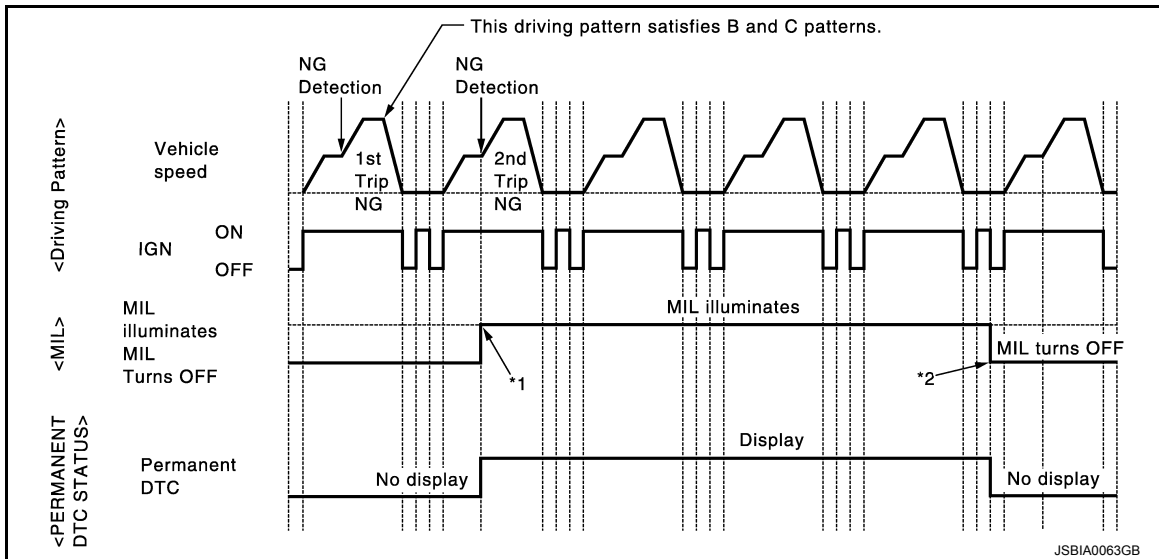 This driving pattern satisfies B and C patterns.
NG
Detection
NG
Detection
<Driving Pattern>
Vehicle
speed
1st
Trip
NG
2nd
Trip
NG
IGN
ON
OFF
<MIL>
MIL
illuminates
MIL
Turns OFF
MIL illuminates
MIL turns OFF
*1
*2
<PERMANENT
DTC STATUS>
Permanent
DTC
No display
Display
No display
JSBIA0063GB